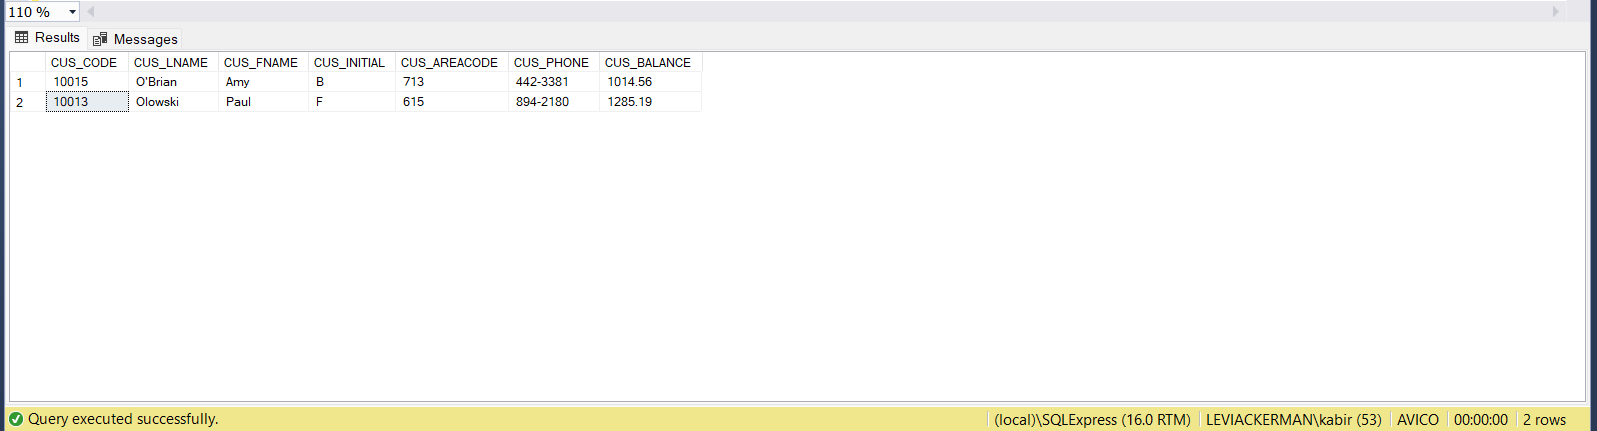 110 %
Results Messages
CUS_CODE CUS_LNAME CUS_FNAME CUS_INITIAL CUS_AREACODE CUS_PHONE CUS_BALANCE
1 10015 O'Brian Amy B 713 442-3381 1014.56
2 10013 Olowski Paul F 615 894-2180 1285.19
Query executed successfully. (local)\SQLExpress (16.0 RTM) LEVIACKERMAN\kabir (53) AVICO 00:00:00 2 rows